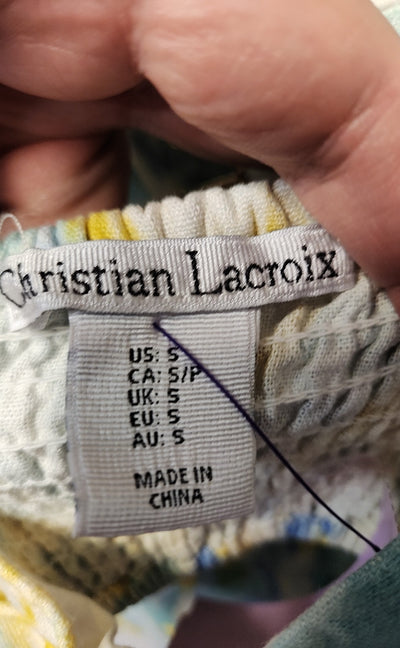 Christian Lacroix
US: S
CA: S/P
UK: S
EU: S
AU: S
MADE IN
CHINA